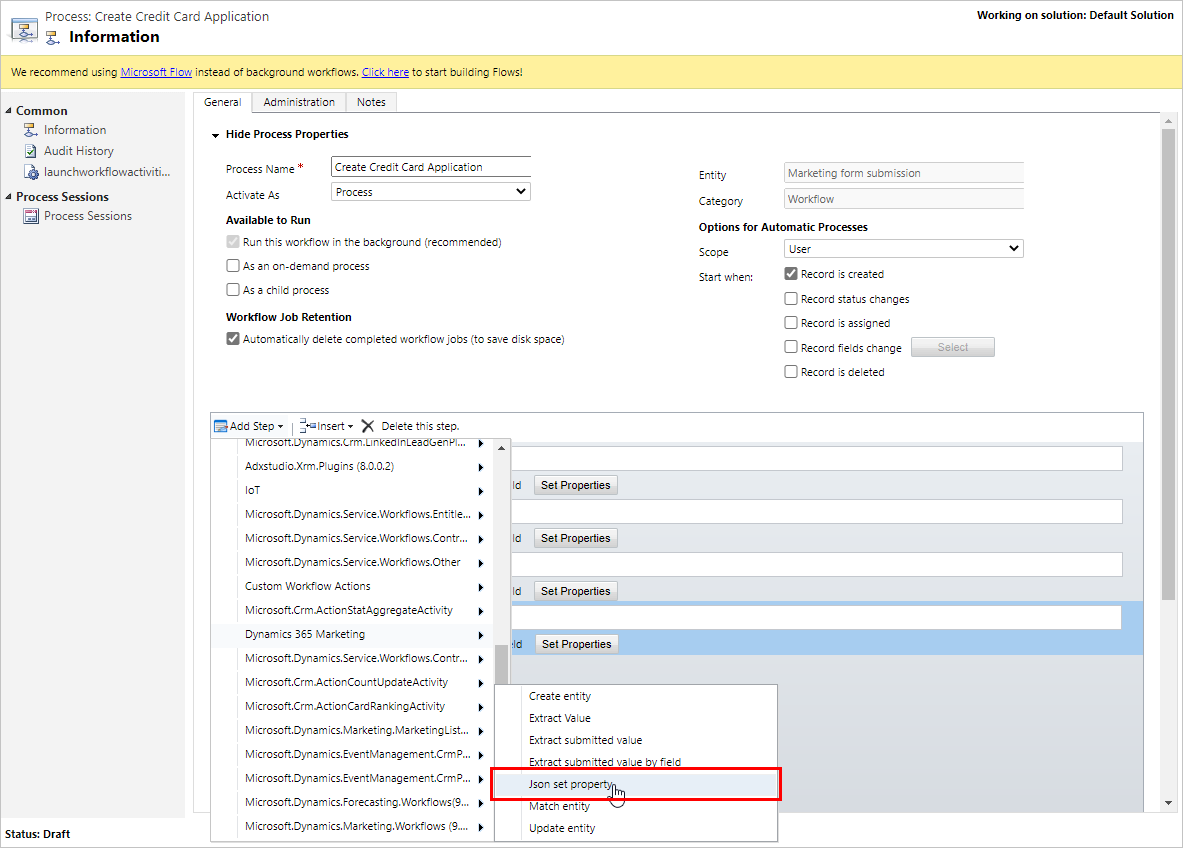 Process: Create Credit Card Application
Information
Working on solution: Default Solution
We recommend using Microsoft Flow instead of background workflows. Click here to start building Flows!
Common
Information
Audit History
launchworkflowactiviti...
Process Sessions
Process Sessions
General Administration Notes
Hide Process Properties
Process Name * Create Credit Card Application
Activate As Process
Available to Run
Run this workflow in the background (recommended)
As an on-demand process
As a child process
Workflow Job Retention
Automatically delete completed workflow jobs (to save disk space)
Entity Marketing form submission
Category Workflow
Options for Automatic Processes
Scope User
Start when: Record is created
Record status changes
Record is assigned
Record fields change Select
Record is deleted
Add Step Insert Delete this step.
Microsoft.Dynamics.Crm.LinkedInLeadGenPl...
Adxstudio.Xrm.Plugins (8.0.0.2)
IoT
Microsoft.Dynamics.Service.Workflows.Entitle...
Microsoft.Dynamics.Service.Workflows.Contr...
Microsoft.Dynamics.Service.Workflows.Other
Custom Workflow Actions
Microsoft.Crm.ActionStatAggregateActivity
Dynamics 365 Marketing
Microsoft.Dynamics.Service.Workflows.Contr...
Microsoft.Crm.ActionCountUpdateActivity
Microsoft.Crm.ActionCardRankingActivity
Microsoft.Dynamics.Marketing.MarketingList...
Microsoft.Dynamics.EventManagement.CrmP...
Microsoft.Dynamics.EventManagement.CrmP...
Microsoft.Dynamics.Forecasting.Workflows(9...
Microsoft.Dynamics.Marketing.Workflows (9....
ld Set Properties
ld Set Properties
ld Set Properties
eld Set Properties
Create entity
Extract Value
Extract submitted value
Extract submitted value by field
Json set property
Match entity
Update entity
Status: Draft